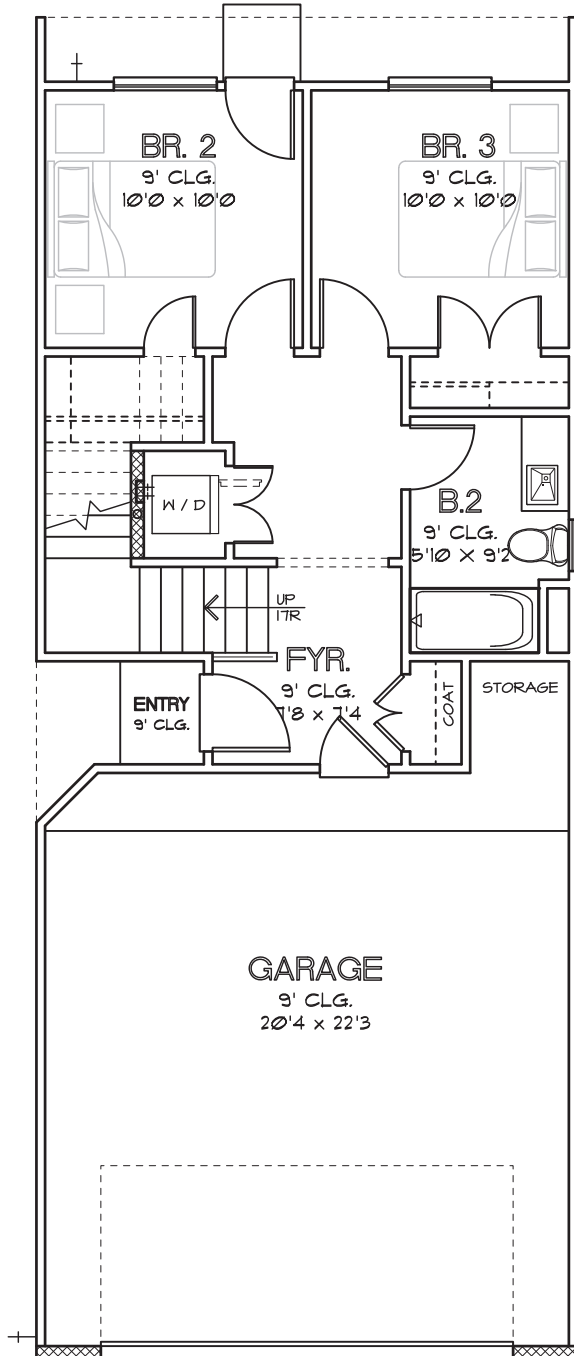 BR. 2
9' CLG.
10'0 x 10'0
BR. 3
9' CLG.
10'0 x 10'0
W / D
B.2
9' CLG.
5'10 X 9'2
UP
17R
FYR.
9' CLG.
7'8 x 7'4
ENTRY
9' CLG.
COAT
STORAGE
GARAGE
9' CLG.
20'4 x 22'3